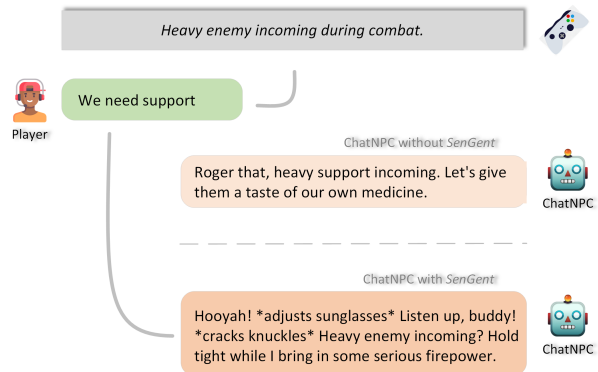 Heavy enemy incoming during combat.
We need support
Player
ChatNPC without SenGent
Roger that, heavy support incoming. Let's give
them a taste of our own medicine.
ChatNPC
ChatNPC with SenGent
Hooyah! *adjusts sunglasses* Listen up, buddy!
*cracks knuckles* Heavy enemy incoming? Hold
tight while I bring in some serious firepower.
ChatNPC